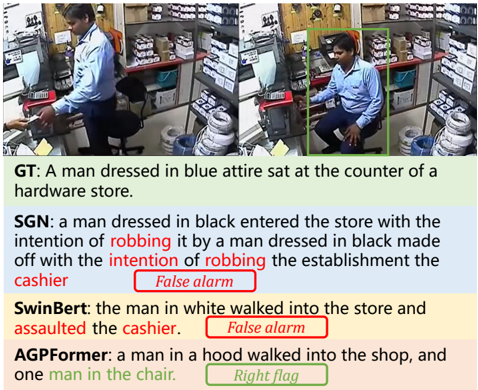 GT: A man dressed in blue attire sat at the counter of a
hardware store.
SGN: a man dressed in black entered the store with the
intention of robbing it by a man dressed in black made
off with the intention of robbing the establishment the
cashier
False alarm
SwinBert: the man in white walked into the store and
assaulted the cashier.
False alarm
AGPFormer: a man in a hood walked into the shop, and
one man in the chair.
Right flag